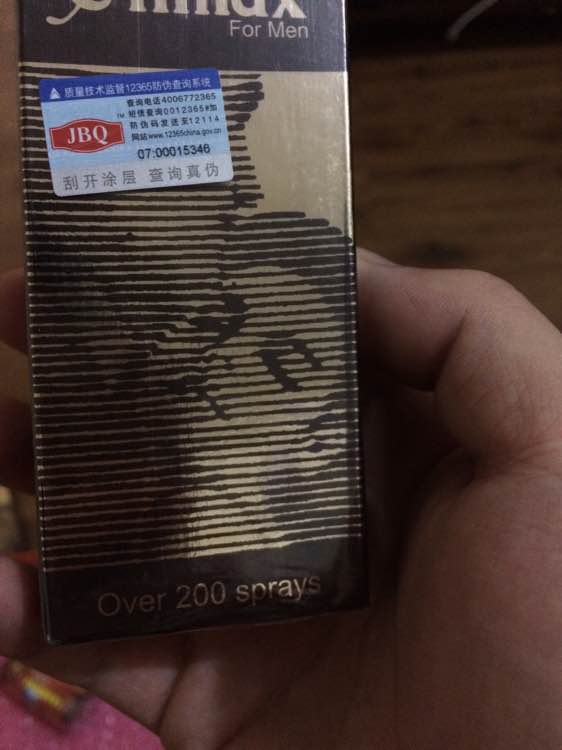 For Men
质量技术监督12365防伪查询系统
查询电话4006772365
短信查询0012365#加
防伪码发送至12114
网站www.12365china.gov.cn
TM
JBQ
07:00015346
刮开涂层 查询真伪
Over 200 sprays